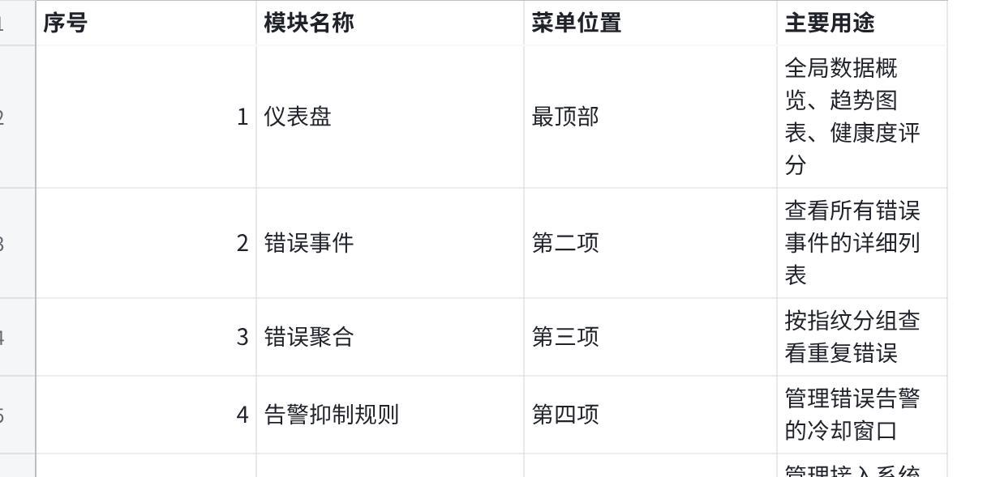 序号 模块名称 菜单位置 主要用途
1 仪表盘 最顶部 全局数据概
览、趋势图
表、健康度评
分
2 错误事件 第二项 查看所有错误
事件的详细列
表
3 错误聚合 第三项 按指纹分组查
看重复错误
4 告警抑制规则 第四项 管理错误告警
的冷却窗口
管理接入系统